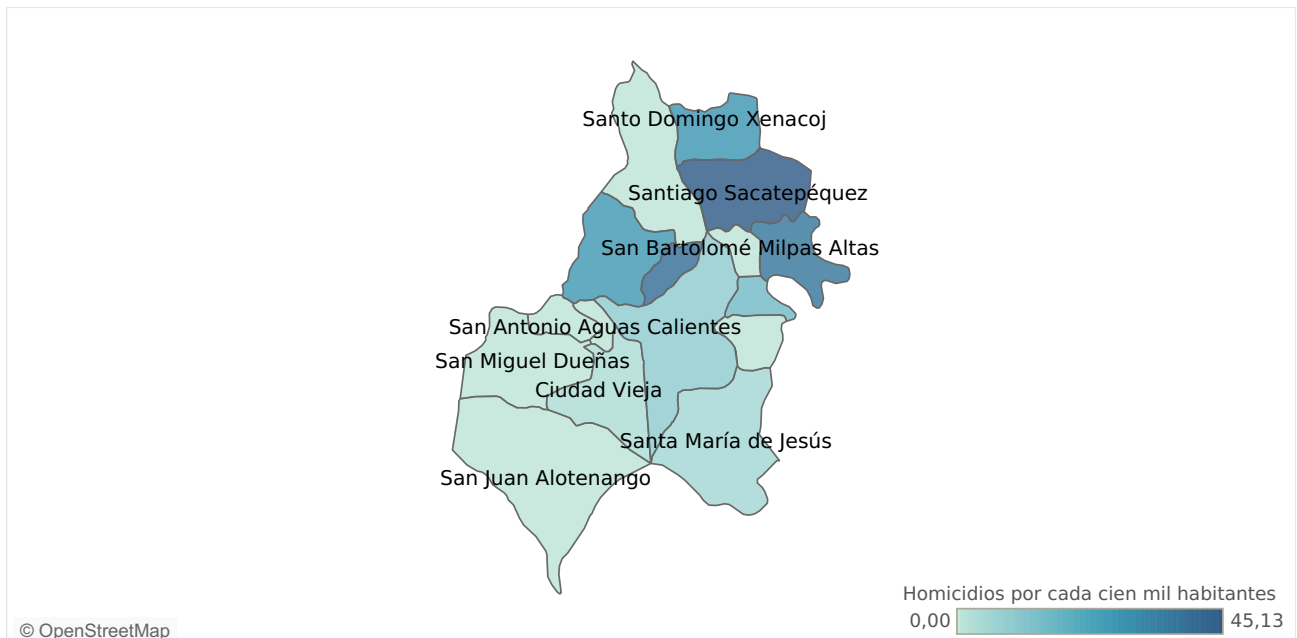 Santo Domingo Xenacoj
Santiago Sacatepéquez
San Bartolomé Milpas Altas
San Antonio Aguas Calientes
San Miguel Dueñas
Ciudad Vieja
Santa María de Jesús
San Juan Alotenango
Homicidios por cada cien mil habitantes
0,00 45,13
© OpenStreetMap